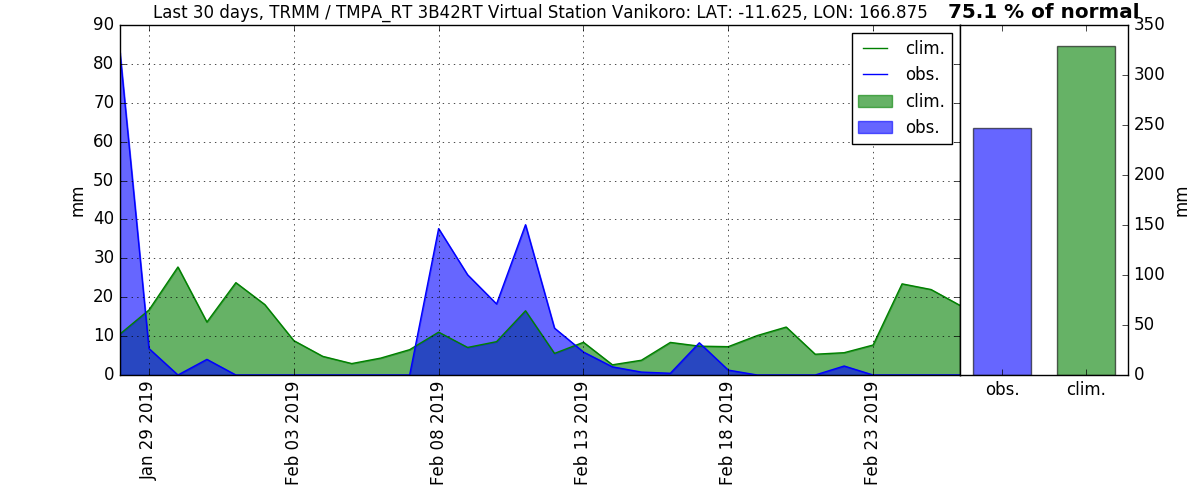 Last 30 days, TRMM / TMPA_RT 3B42RT Virtual Station Vanikoro: LAT: -11.625, LON: 166.875
75.1 % of normal
90
80
70
60
50
40
30
20
10
0
mm
clim.
obs.
clim.
obs.
Jan 29 2019
Feb 03 2019
Feb 08 2019
Feb 13 2019
Feb 18 2019
Feb 23 2019
350
300
250
200
150
100
50
0
mm
obs.
clim.